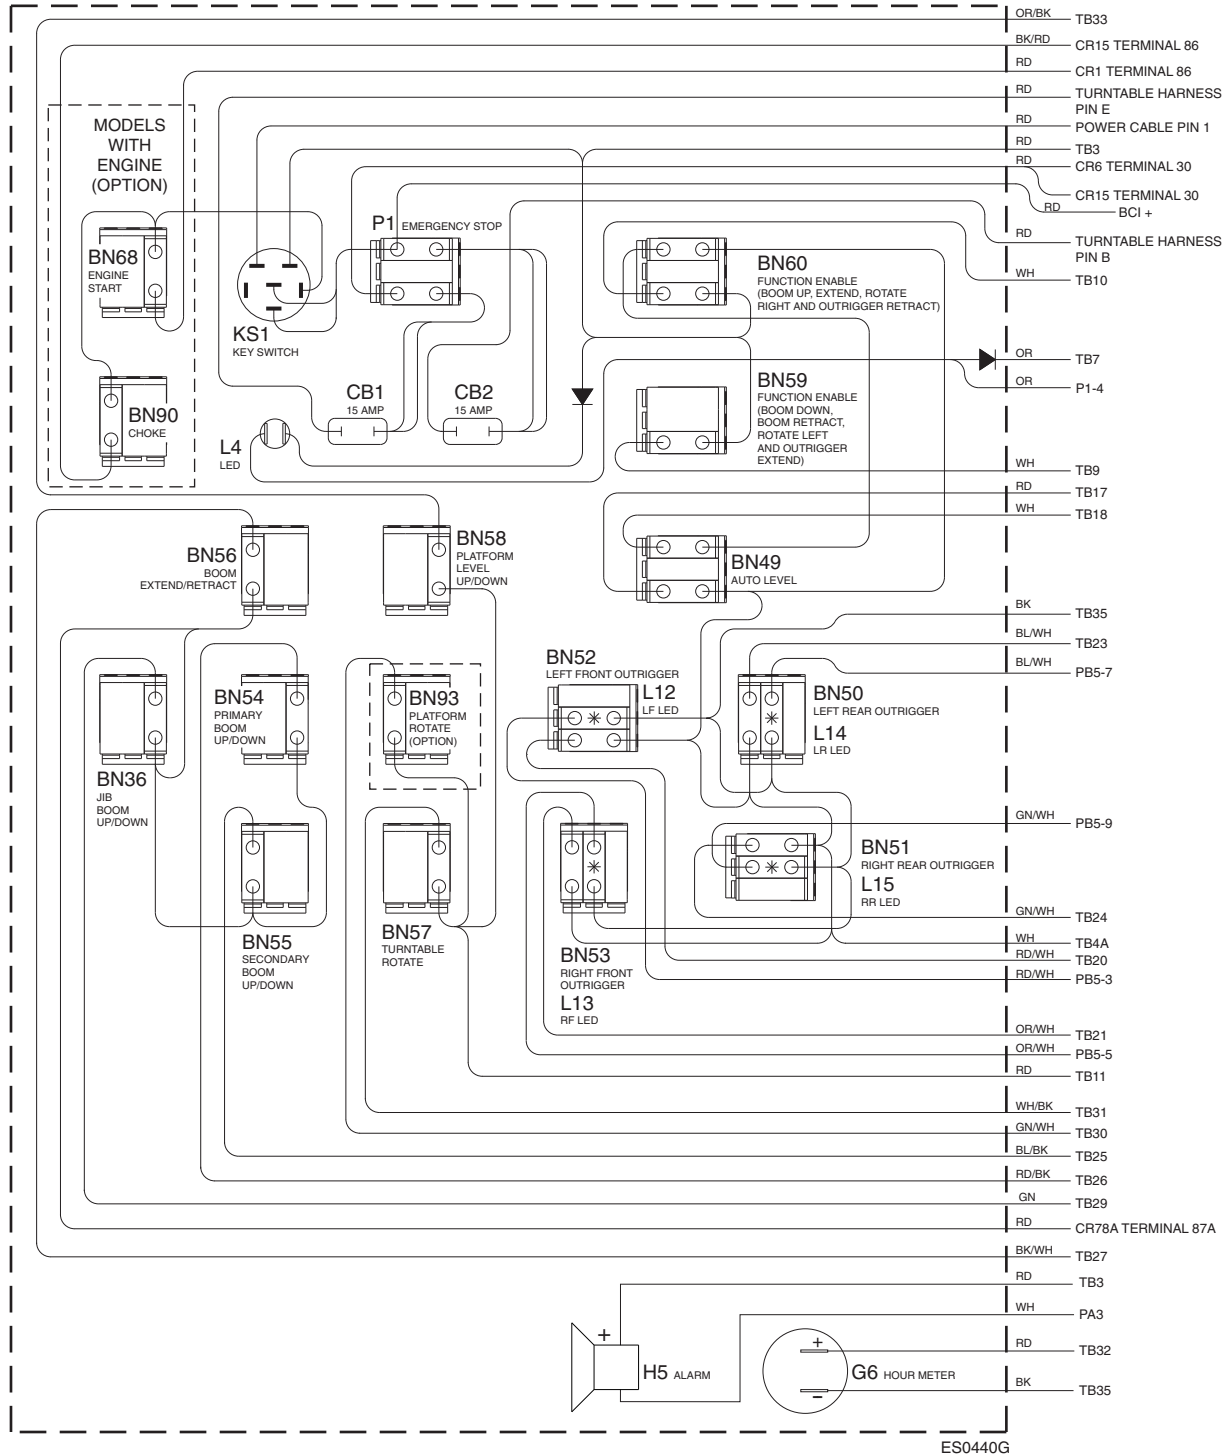 OR/BK TB33
BK/RD CR15 TERMINAL 86
RD CR1 TERMINAL 86
RD TURNTABLE HARNESS
PIN E
RD POWER CABLE PIN 1
RD TB3
RD CR6 TERMINAL 30
CR15 TERMINAL 30
RD BCI +
RD TURNTABLE HARNESS
PIN B
WH TB10
MODELS
WITH
ENGINE
(OPTION)
BN68
ENGINE
START
BN90
CHOKE
KS1
KEY SWITCH
P1 EMERGENCY STOP
CB1
15 AMP
CB2
15 AMP
L4
LED
BN60
FUNCTION ENABLE
(BOOM UP, EXTEND, ROTATE
RIGHT AND OUTRIGGER RETRACT)
OR TB7
OR P1-4
BN59
FUNCTION ENABLE
(BOOM DOWN,
BOOM RETRACT,
ROTATE LEFT
AND OUTRIGGER
EXTEND)
WH TB9
RD TB17
WH TB18
BN56
BOOM
EXTEND/RETRACT
BN58
PLATFORM
LEVEL
UP/DOWN
BN49
AUTO LEVEL
BK TB35
BL/WH TB23
BL/WH PB5-7
BN36
JIB
BOOM
UP/DOWN
BN54
PRIMARY
BOOM
UP/DOWN
BN93
PLATFORM
ROTATE
(OPTION)
BN52
LEFT FRONT OUTRIGGER
L12
LF LED
BN50
LEFT REAR OUTRIGGER
L14
LR LED
GN/WH PB5-9
BN55
SECONDARY
BOOM
UP/DOWN
BN57
TURNTABLE
ROTATE
BN53
RIGHT FRONT
OUTRIGGER
L13
RF LED
BN51
RIGHT REAR OUTRIGGER
L15
RR LED
GN/WH TB24
WH TB4A
RD/WH TB20
RD/WH PB5-3
OR/WH TB21
OR/WH PB5-5
RD TB11
WH/BK TB31
GN/WH TB30
BL/BK TB25
RD/BK TB26
GN TB29
RD CR78A TERMINAL 87A
BK/WH TB27
RD TB3
WH PA3
RD TB32
BK TB35
+
H5 ALARM
+
–
G6 HOUR METER
ES0440G